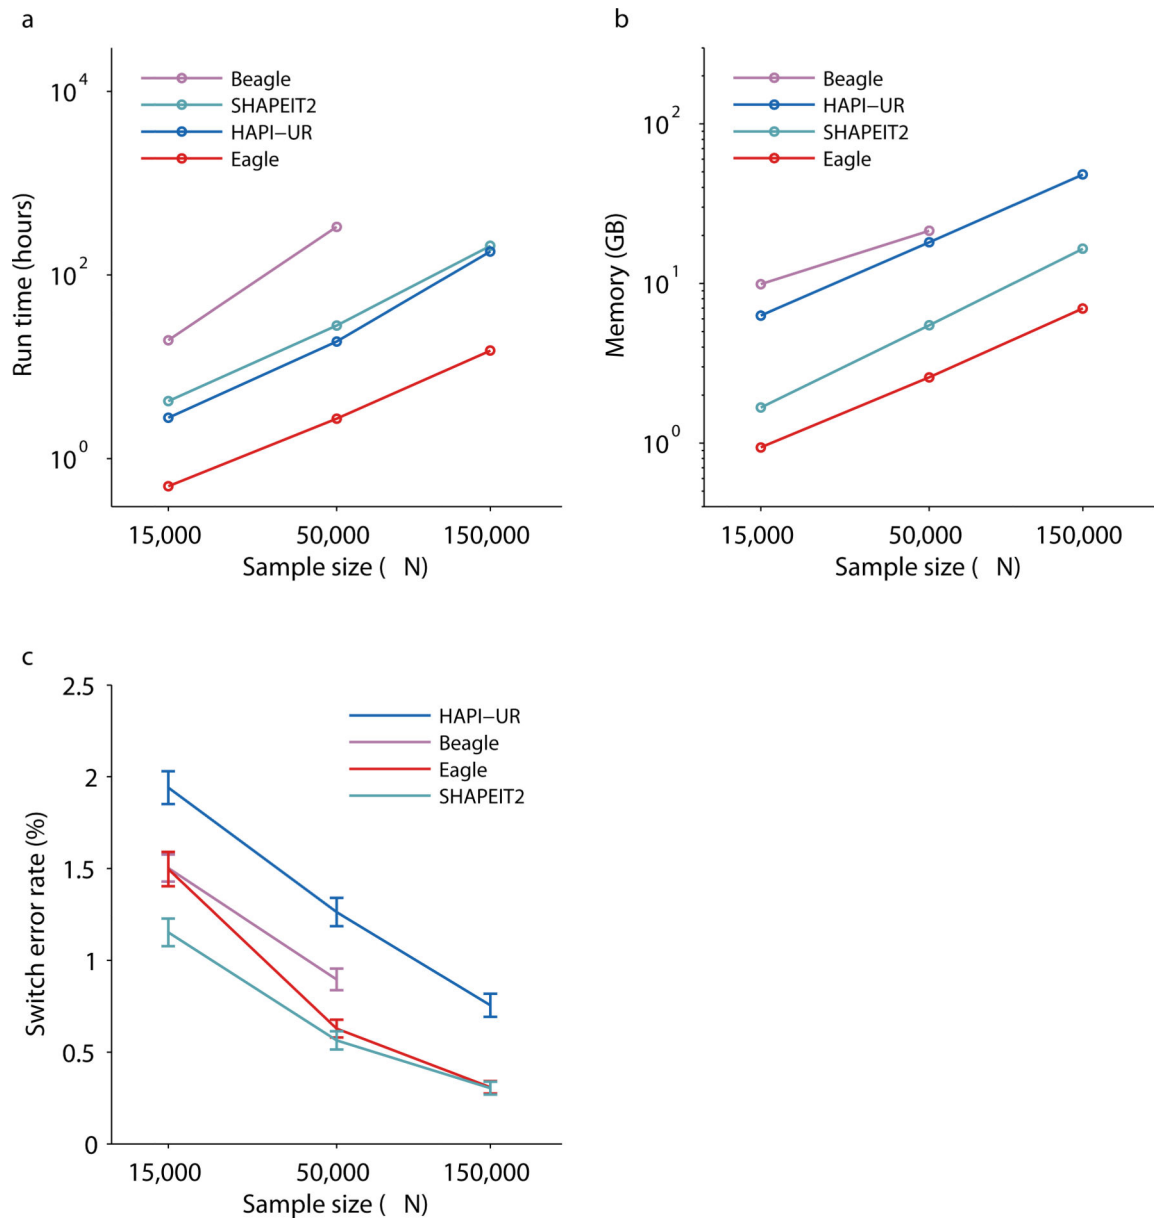 a
Beagle
SHAPEIT2
HAPI−UR
Eagle
10^4
10^2
10^0
Run time (hours)
15,000 50,000 150,000
Sample size ( N)
b
Beagle
HAPI−UR
SHAPEIT2
Eagle
10^2
10^1
10^0
Memory (GB)
15,000 50,000 150,000
Sample size ( N)
c
HAPI−UR
Beagle
Eagle
SHAPEIT2
2.5
2
1.5
1
0.5
0
Switch error rate (%)
15,000 50,000 150,000
Sample size ( N)